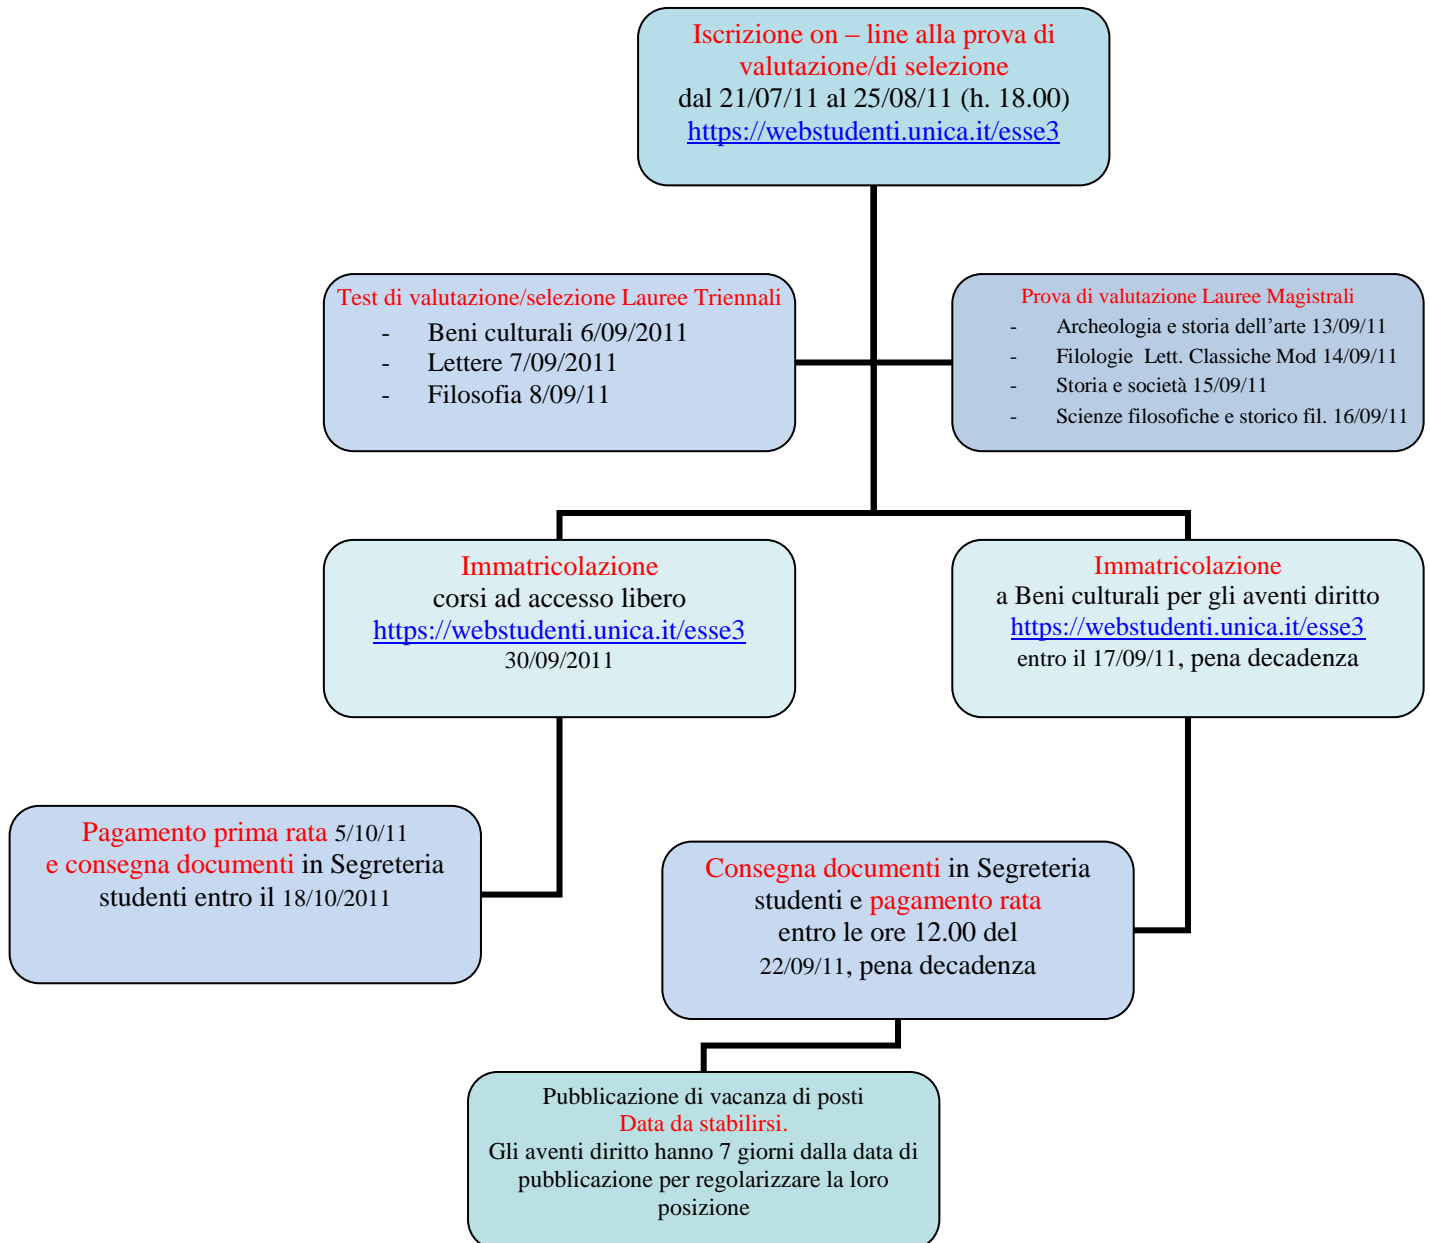 Iscrizione on – line alla prova di
valutazione/di selezione
dal 21/07/11 al 25/08/11 (h. 18.00)
https://webstudenti.unica.it/esse3
Test di valutazione/selezione Lauree Triennali
- Beni culturali 6/09/2011
- Lettere 7/09/2011
- Filosofia 8/09/11
Prova di valutazione Lauree Magistrali
- Archeologia e storia dell’arte 13/09/11
- Filologie Lett. Classiche Mod 14/09/11
- Storia e società 15/09/11
- Scienze filosofiche e storico fil. 16/09/11
Immatricolazione
corsi ad accesso libero
https://webstudenti.unica.it/esse3
30/09/2011
Immatricolazione
a Beni culturali per gli aventi diritto
https://webstudenti.unica.it/esse3
entro il 17/09/11, pena decadenza
Pagamento prima rata 5/10/11
e consegna documenti in Segreteria
studenti entro il 18/10/2011
Consegna documenti in Segreteria
studenti e pagamento rata
entro le ore 12.00 del
22/09/11, pena decadenza
Pubblicazione di vacanza di posti
Data da stabilirsi.
Gli aventi diritto hanno 7 giorni dalla data di
pubblicazione per regolarizzare la loro
posizione